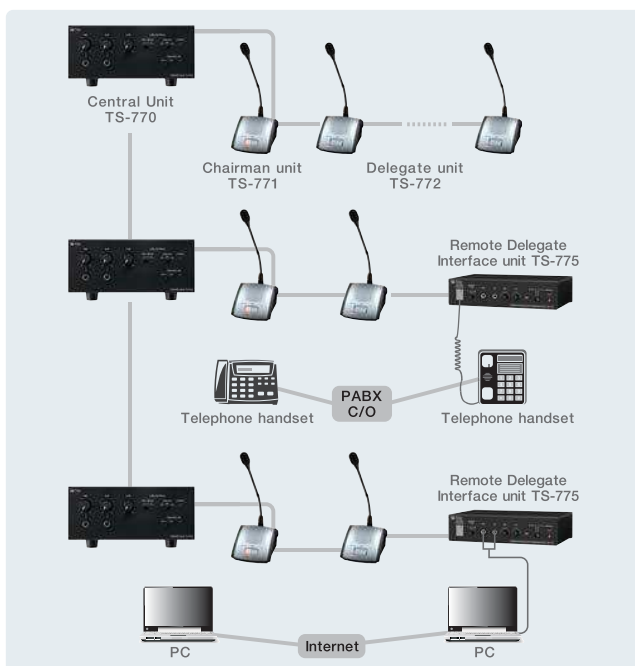 Central Unit
TS-770
Chairman unit
TS-771
Delegate unit
TS-772
Remote Delegate
Interface unit TS-775
PABX
C/O
Telephone handset
Telephone handset
Remote Delegate
Interface unit TS-775
PC
Internet
PC